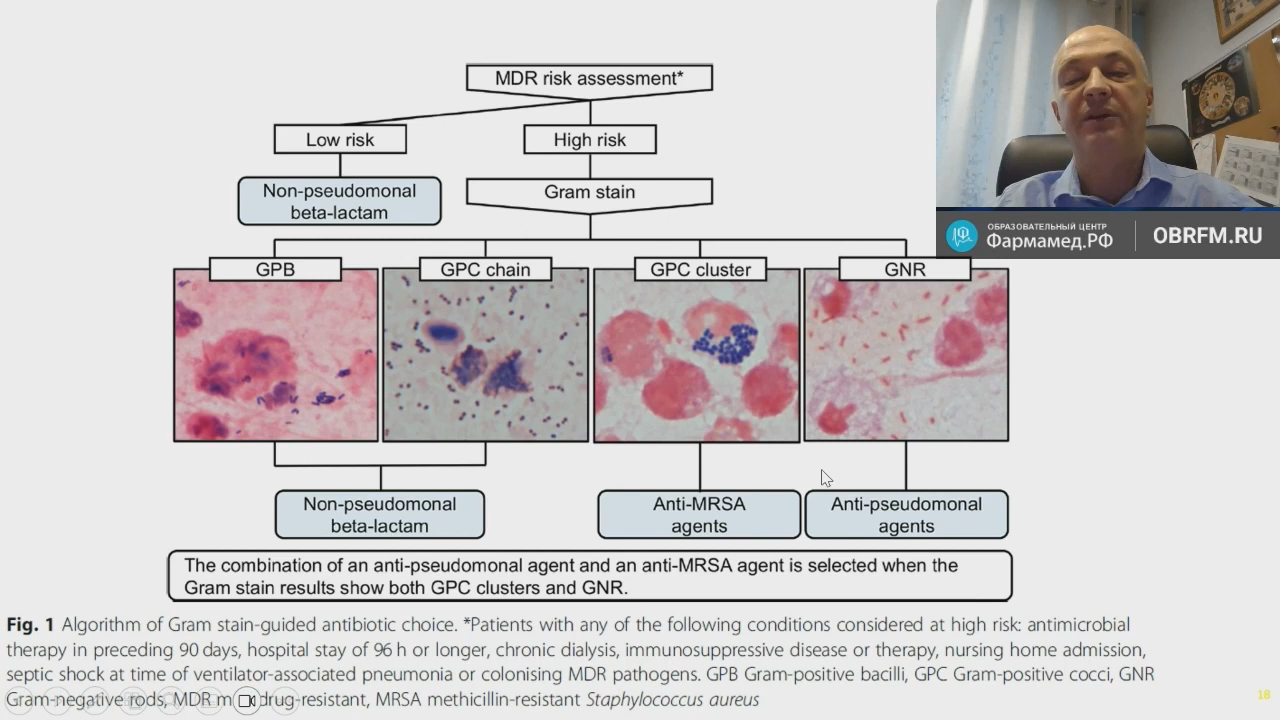 MDR risk assessment*
Low risk
High risk
Non-pseudomonal
beta-lactam
Gram stain
ОБРАЗОВАТЕЛЬНЫЙ ЦЕНТР
Фармамед.РФ
OBRFM.RU
GPB
GPC chain
GPC cluster
GNR
Non-pseudomonal
beta-lactam
Anti-MRSA
agents
Anti-pseudomonal
agents
The combination of an anti-pseudomonal agent and an anti-MRSA agent is selected when the
Gram stain results show both GPC clusters and GNR.
Fig. 1 Algorithm of Gram stain-guided antibiotic choice. *Patients with any of the following conditions considered at high risk: antimicrobial
therapy in preceding 90 days, hospital stay of 96 h or longer, chronic dialysis, immunosuppressive disease or therapy, nursing home admission,
septic shock at time of ventilator-associated pneumonia or colonising MDR pathogens. GPB Gram-positive bacilli, GPC Gram-positive cocci, GNR
Gram-negative rods, MDR drug-resistant, MRSA methicillin-resistant Staphylococcus aureus
18